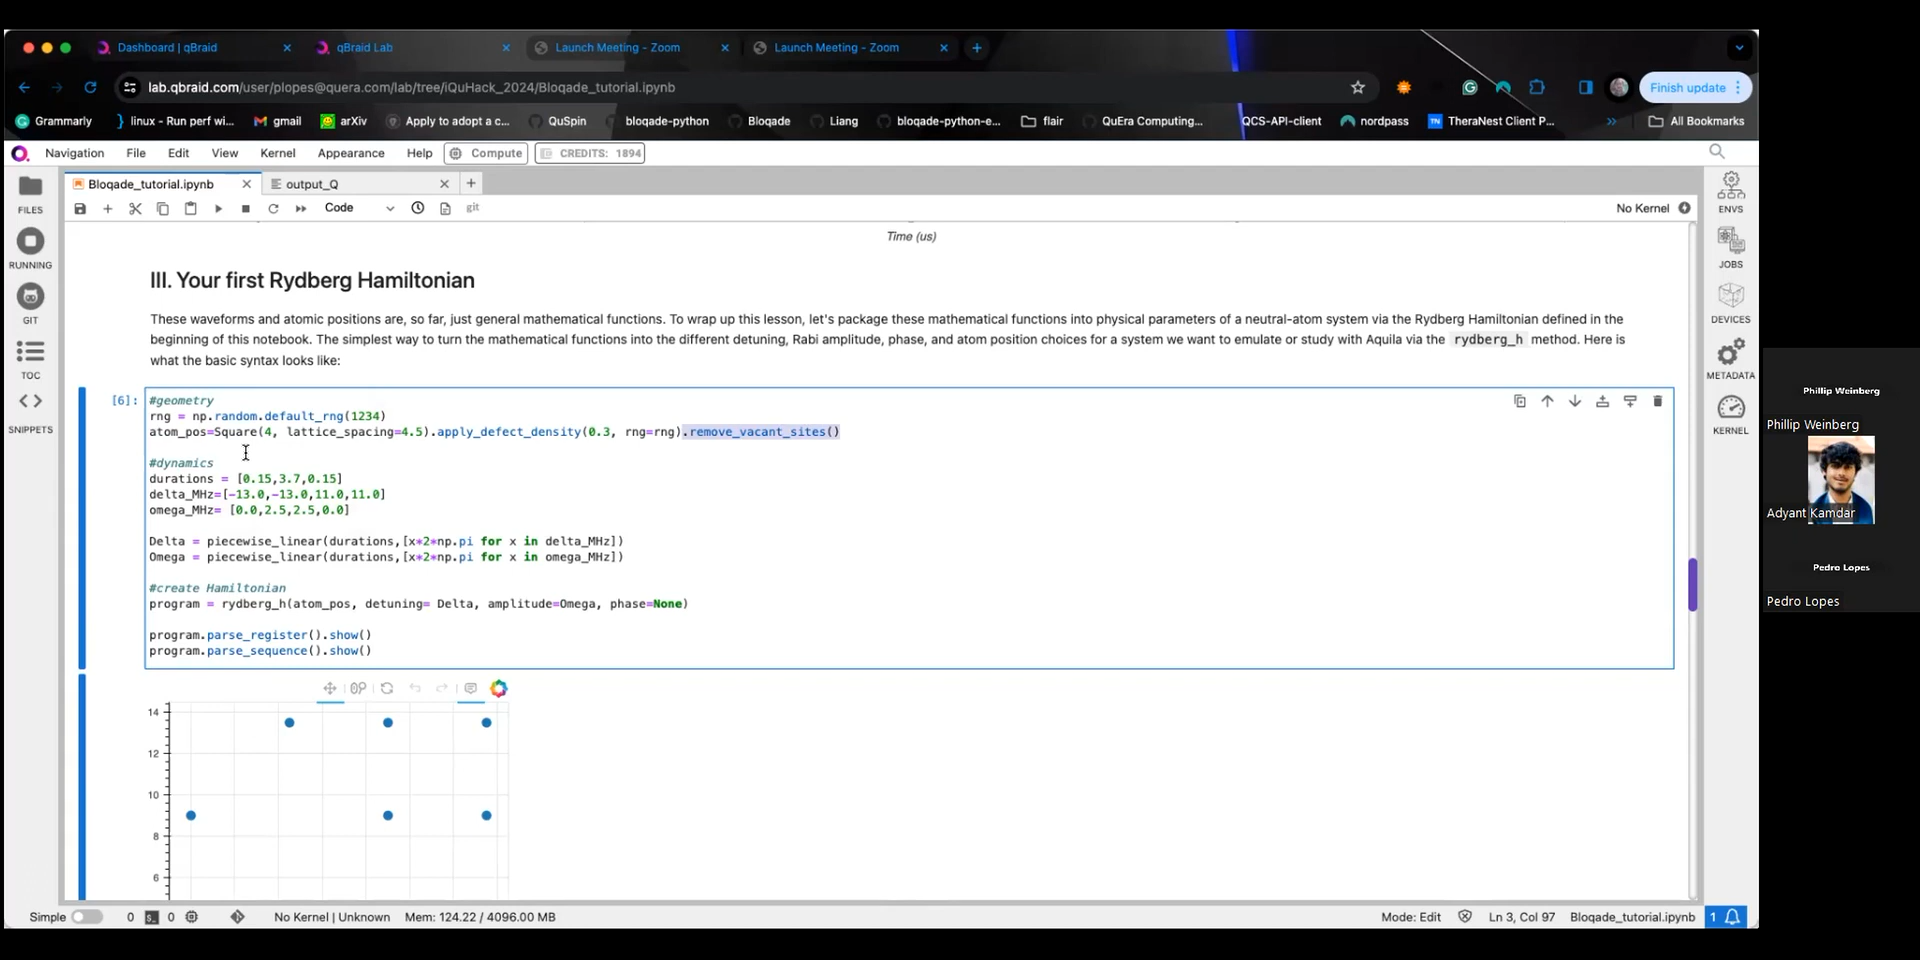 Dashboard | qBraid
qBraid Lab
Launch Meeting - Zoom
Launch Meeting - Zoom
lab.qbraid.com/user/plopes@quera.com/lab/tree/iQuHack_2024/Bloqade_tutorial.ipynb
Finish update
Grammarly
linux - Run perf wi...
gmail
arXiv
Apply to adopt a c...
QuSpin
bloqade-python
Bloqade
Liang
bloqade-python-e...
flair
QuEra Computing...
QCS-API-client
nordpass
TN TheraNest Client P...
All Bookmarks
Navigation File Edit View Kernel Appearance Help Compute CREDITS: 1894
Bloqade_tutorial.ipynb
output_Q
Code
git
No Kernel
FILES
RUNNING
GIT
TOC
SNIPPETS
Time (us)
III. Your first Rydberg Hamiltonian
These waveforms and atomic positions are, so far, just general mathematical functions. To wrap up this lesson, let's package these mathematical functions into physical parameters of a neutral-atom system via the Rydberg Hamiltonian defined in the
beginning of this notebook. The simplest way to turn the mathematical functions into the different detuning, Rabi amplitude, phase, and atom position choices for a system we want to emulate or study with Aquila via the rydberg_h method. Here is
what the basic syntax looks like:
[6]:
#geometry
rng = np.random.default_rng(1234)
atom_pos=Square(4, lattice_spacing=4.5).apply_defect_density(0.3, rng=rng).remove_vacant_sites()
#dynamics
durations = [0.15,3.7,0.15]
delta_MHz=[-13.0,-13.0,11.0,11.0]
omega_MHz= [0.0,2.5,2.5,0.0]
Delta = piecewise_linear(durations,[x*2*np.pi for x in delta_MHz])
Omega = piecewise_linear(durations,[x*2*np.pi for x in omega_MHz])
#create Hamiltonian
program = rydberg_h(atom_pos, detuning= Delta, amplitude=Omega, phase=None)
program.parse_register().show()
program.parse_sequence().show()
14
12
10
8
6
ENVS
JOBS
DEVICES
METADATA
KERNEL
Simple
0
0
No Kernel | Unknown
Mem: 124.22 / 4096.00 MB
Mode: Edit
Ln 3, Col 97
Bloqade_tutorial.ipynb
1
Phillip Weinberg
Phillip Weinberg
Adyant Kamdar
Pedro Lopes
Pedro Lopes